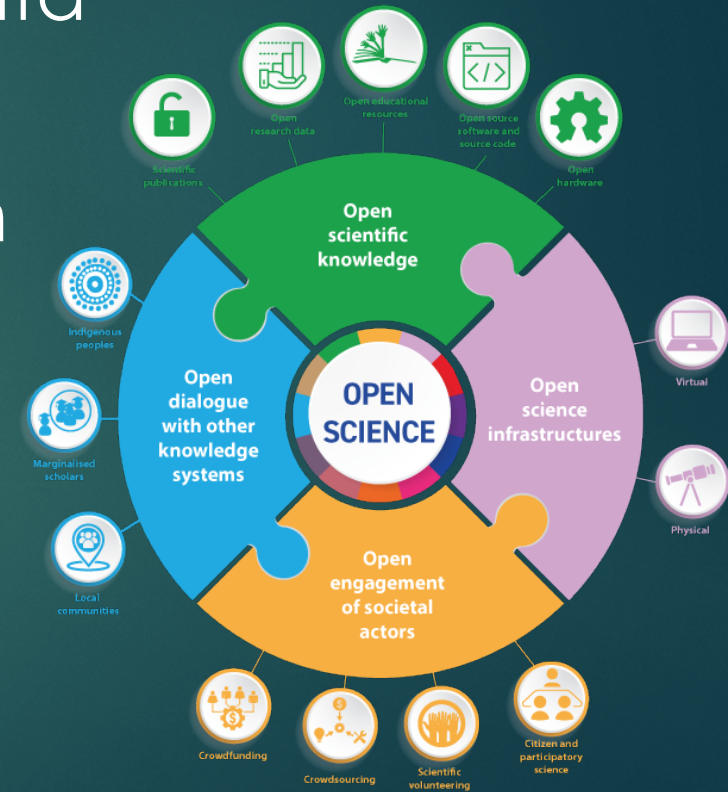 Open educational
resources
Open
research data
Open source
software and
source code
Scientific
publications
Open
hardware
Open
scientific
knowledge
Indigenous
peoples
Virtual
Open
dialogue
with other
knowledge
systems
OPEN
SCIENCE
Open
science
infrastructures
Marginalised
scholars
Physical
Open
engagement
of societal
actors
Local
communities
Crowdfunding
Crowdsourcing
Scientific
volunteering
Citizen and
participatory
science